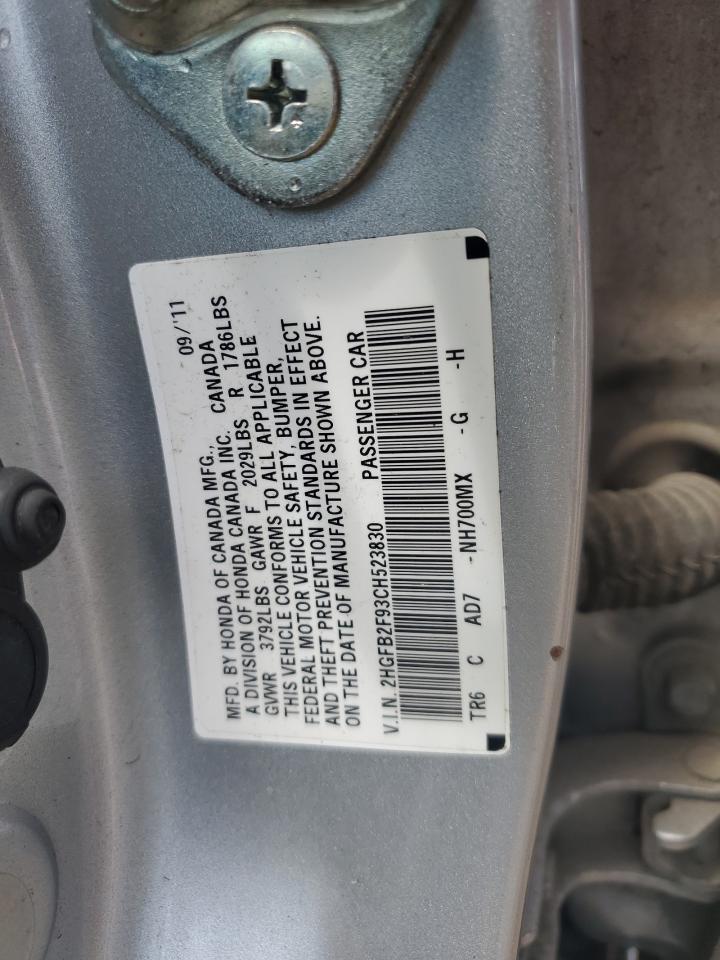 09/'11
MFD. BY HONDA OF CANADA MFG.,
A DIVISION OF HONDA CANADA INC. CANADA
GVWR 3792LBS GAWR F 2029LBS R 1786LBS
THIS VEHICLE CONFORMS TO ALL APPLICABLE
FEDERAL MOTOR VEHICLE SAFETY, BUMPER,
AND THEFT PREVENTION STANDARDS IN EFFECT
ON THE DATE OF MANUFACTURE SHOWN ABOVE.
V.I.N. 2HGFB2F93CH523830 PASSENGER CAR
TR6 C AD7 -NH700MX -G -H